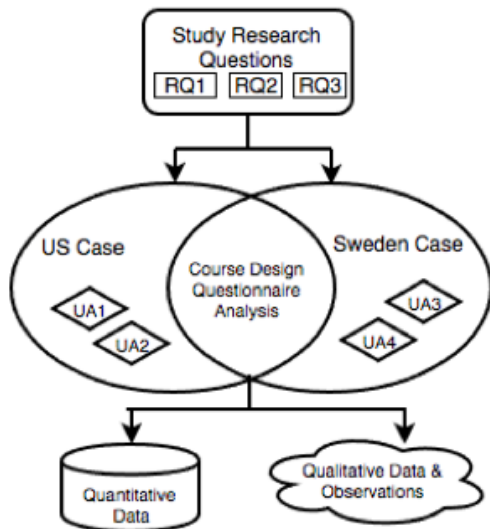 Study Research
Questions
RQ1 RQ2 RQ3
US Case
Sweden Case
Course Design
Questionnaire
Analysis
UA1
UA2
UA3
UA4
Quantitative
Data
Qualitative Data &
Observations